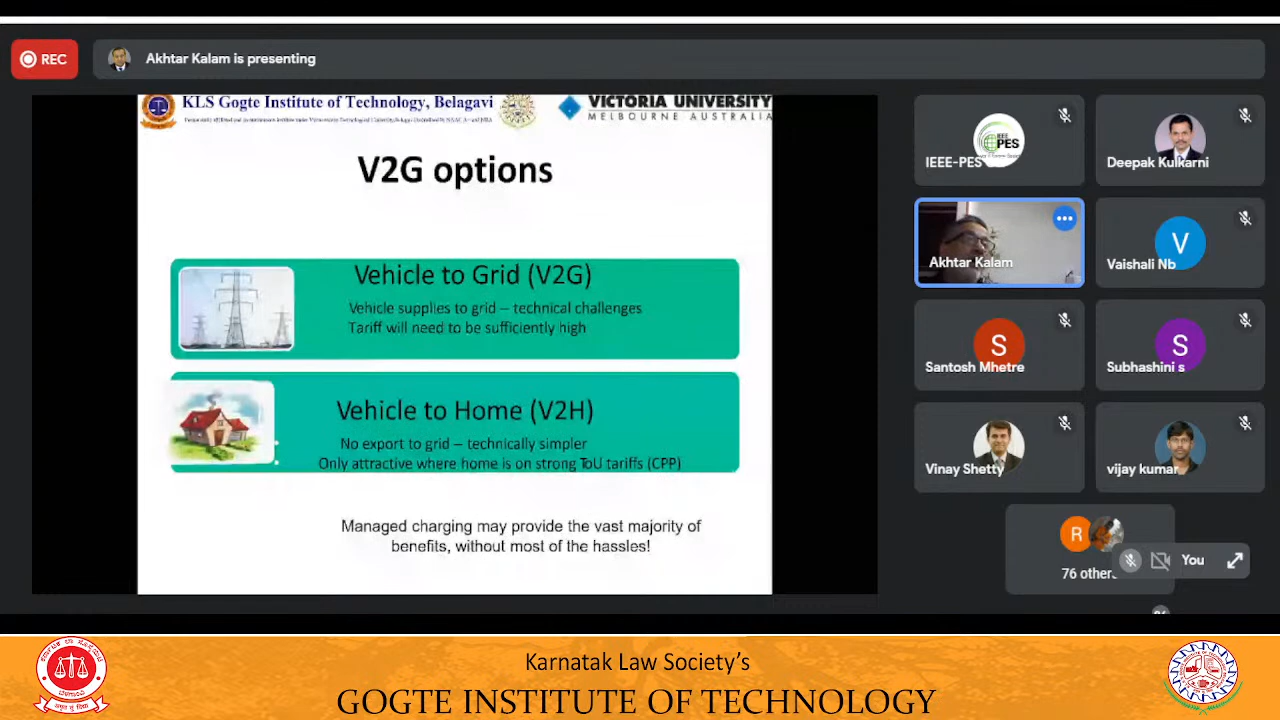 REC
Akhtar Kalam is presenting
KLS Gogte Institute of Technology, Belagavi
VICTORIA UNIVERSITY
MELBOURNE AUSTRALIA
V2G options
Vehicle to Grid (V2G)
Vehicle supplies to grid – technical challenges
Tariff will need to be sufficiently high
Vehicle to Home (V2H)
No export to grid – technically simpler
Only attractive where home is on strong ToU tariffs (CPP)
Managed charging may provide the vast majority of
benefits, without most of the hassles!
IEEE
PES
IEEE-PES
Deepak Kulkarni
Akhtar Kalam
V
Vaishali Nb
S
Santosh Mhetre
S
Subhashini s
Vinay Shetty
vijay kumar
R
76 others
You
Karnatak Law Society's
GOGTE INSTITUTE OF TECHNOLOGY